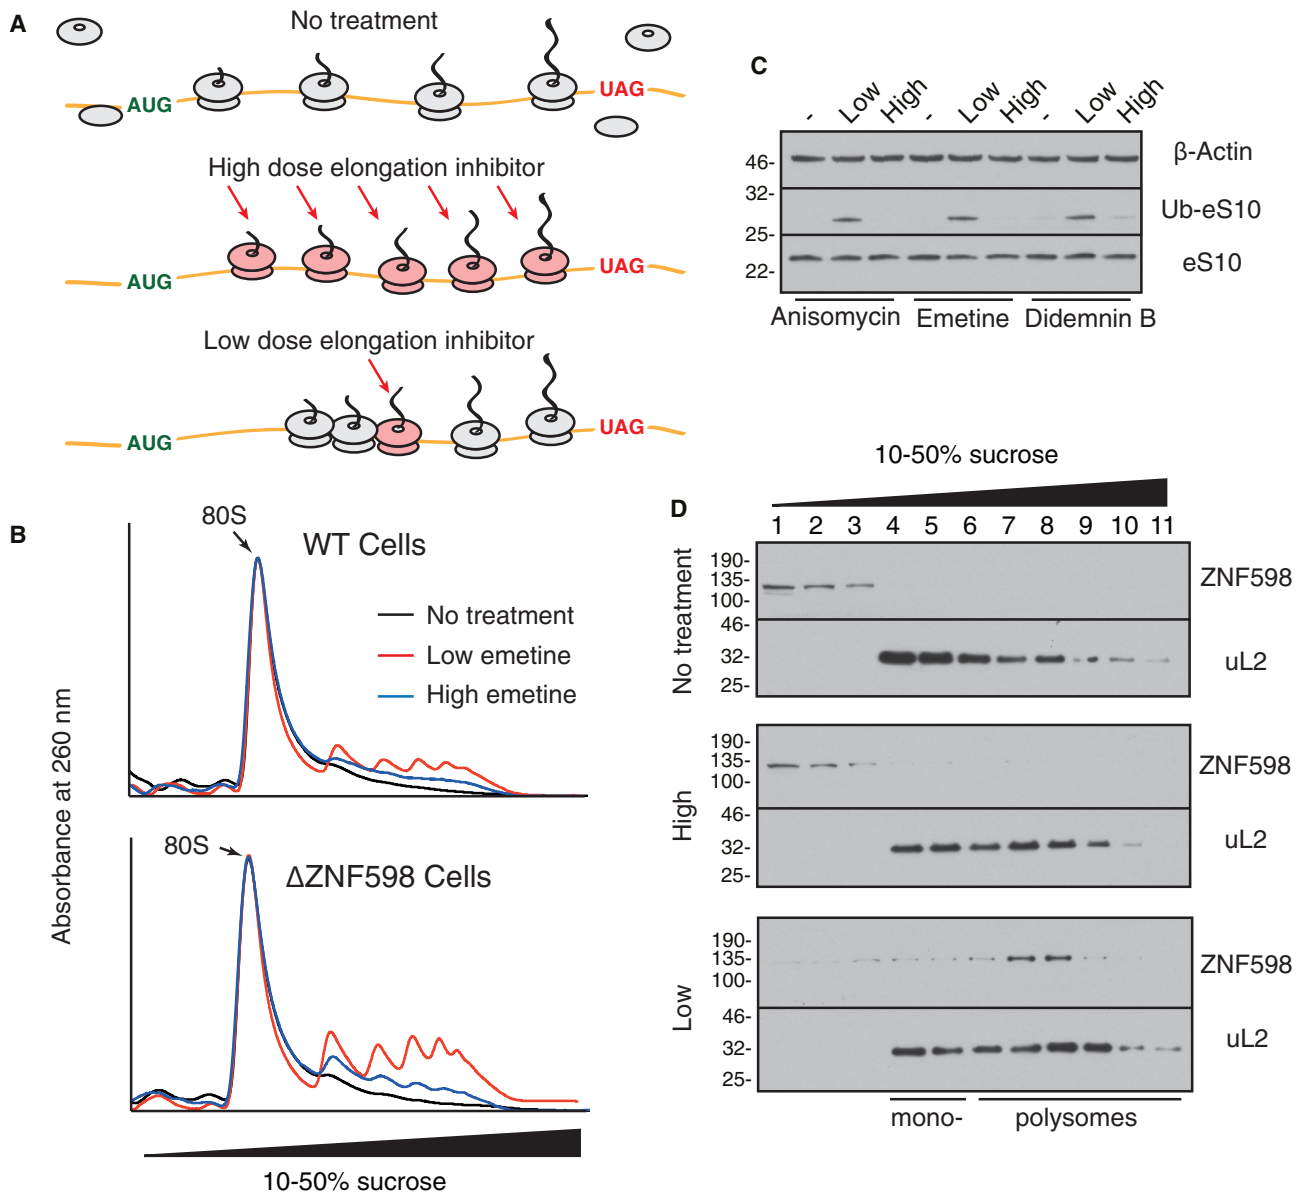 A
No treatment
AUG
UAG
High dose elongation inhibitor
AUG
UAG
Low dose elongation inhibitor
AUG
UAG
B
80S
WT Cells
No treatment
Low emetine
High emetine
80S
ΔZNF598 Cells
Absorbance at 260 nm
10-50% sucrose
C
- Low High - Low High - Low High
46-
32-
25-
22-
β-Actin
Ub-eS10
eS10
Anisomycin Emetine Didemnin B
10-50% sucrose
D
1 2 3 4 5 6 7 8 9 10 11
No treatment
190-
135-
100-
46-
32-
25-
ZNF598
uL2
High
190-
135-
100-
46-
32-
25-
ZNF598
uL2
Low
190-
135-
100-
46-
32-
25-
ZNF598
uL2
mono- polysomes